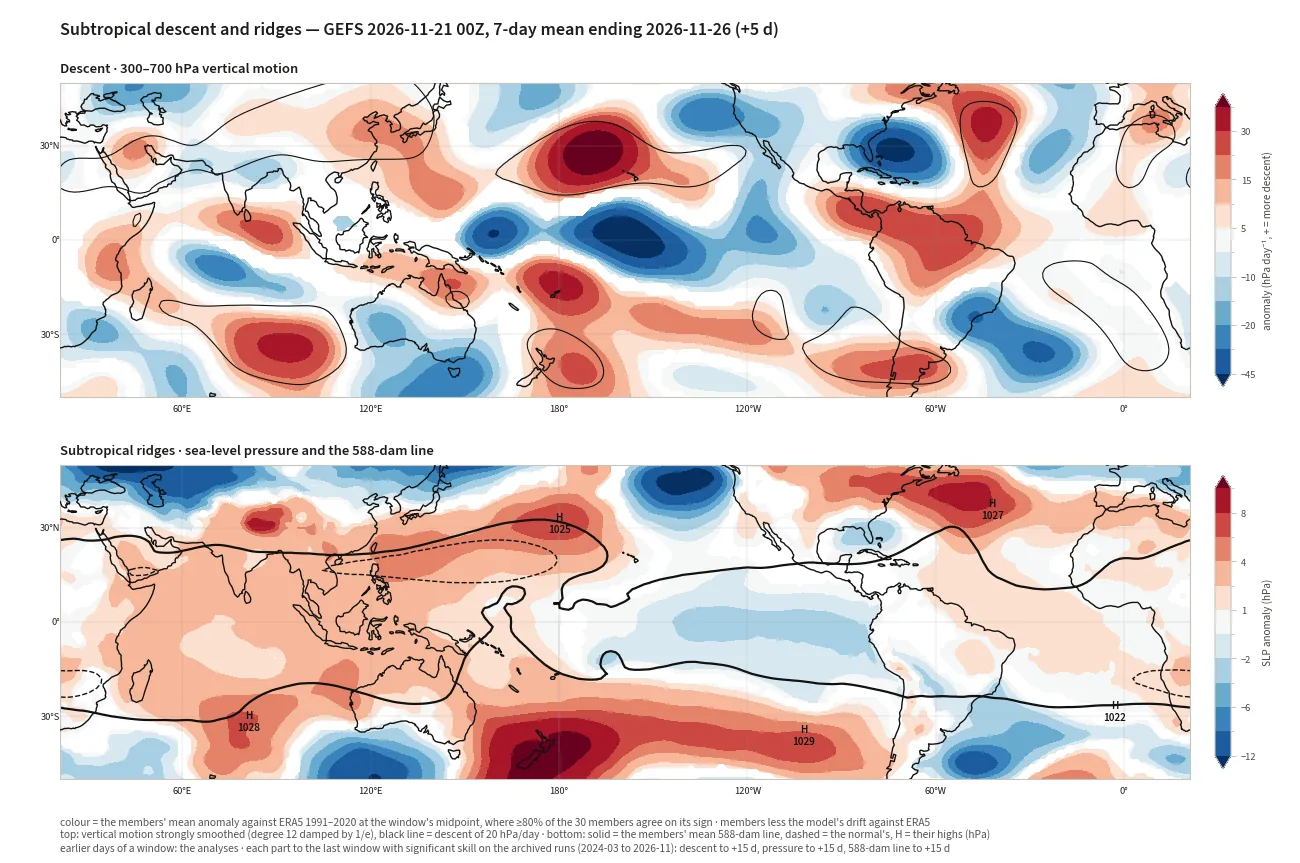 Subtropical descent and ridges — GEFS 2026-11-21 00Z, 7-day mean ending 2026-11-26 (+5 d)
Descent · 300–700 hPa vertical motion
30°N
0°
30°S
60°E
120°E
180°
120°W
60°W
0°
30
15
5
−10
−20
−45
anomaly (hPa day⁻¹, + = more descent)
Subtropical ridges · sea-level pressure and the 588-dam line
30°N
0°
30°S
H
1025
H
1027
H
1028
H
1029
H
1022
60°E
120°E
180°
120°W
60°W
0°
8
4
1
−2
−6
−12
SLP anomaly (hPa)
colour = the members' mean anomaly against ERA5 1991–2020 at the window's midpoint, where ≥80% of the 30 members agree on its sign · members less the model's drift against ERA5
top: vertical motion strongly smoothed (degree 12 damped by 1/e), black line = descent of 20 hPa/day · bottom: solid = the members' mean 588-dam line, dashed = the normal's, H = their highs (hPa)
earlier days of a window: the analyses · each part to the last window with significant skill on the archived runs (2024-03 to 2026-11): descent to +15 d, pressure to +15 d, 588-dam line to +15 d